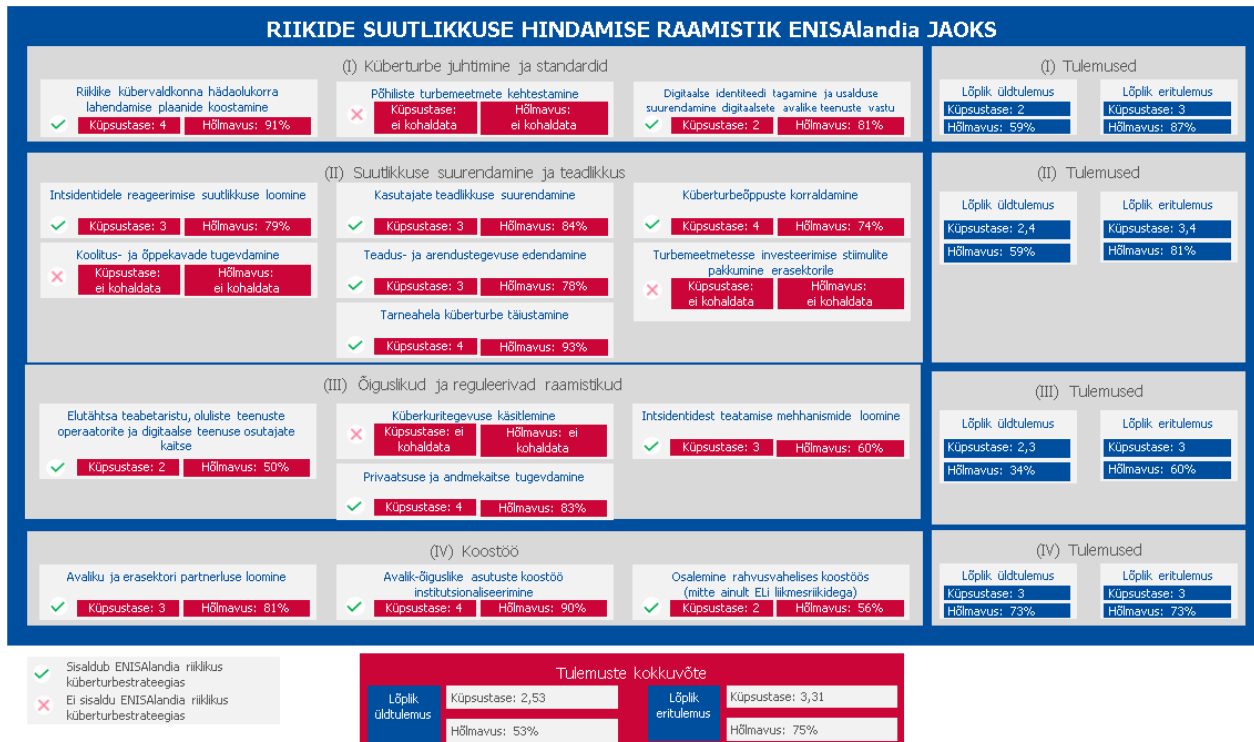 RIIKIDE SUUTLIKKUSE HINDAMISE RAAMISTIK ENISAlandia JAOKS
(I) Küberturbe juhtimine ja standardid
Riiklike kübervaldkonna hädaolukorra
lahendamise plaanide koostamine
Küpsustase: 4
Hõlmavus: 91%
Põhiliste turbemeetmete kehtestamine
Küpsustase:
ei kohaldata
Hõlmavus:
ei kohaldata
Digitaalse identiteedi tagamine ja usalduse
suurendamine digitaalsete avalike teenuste vastu
Küpsustase: 2
Hõlmavus: 81%
(I) Tulemused
Lõplik üldtulemus
Küpsustase: 2
Hõlmavus: 59%
Lõplik eritulemus
Küpsustase: 3
Hõlmavus: 87%
(II) Suutlikkuse suurendamine ja teadlikkus
Intsidentidele reageerimise suutlikkuse loomine
Küpsustase: 3
Hõlmavus: 79%
Kasutajate teadlikkuse suurendamine
Küpsustase: 3
Hõlmavus: 84%
Küberturbeõppuste korraldamine
Küpsustase: 4
Hõlmavus: 74%
Koolitus- ja õppekavade tugevdamine
Küpsustase:
ei kohaldata
Hõlmavus:
ei kohaldata
Teadus- ja arendustegevuse edendamine
Küpsustase: 3
Hõlmavus: 78%
Turbemeetmetesse investeerimise stiimulite
pakkumine erasektorile
Küpsustase:
ei kohaldata
Hõlmavus:
ei kohaldata
Tarneahela küberturbe täiustamine
Küpsustase: 4
Hõlmavus: 93%
(II) Tulemused
Lõplik üldtulemus
Küpsustase: 2,4
Hõlmavus: 59%
Lõplik eritulemus
Küpsustase: 3,4
Hõlmavus: 81%
(III) Õiguslikud ja reguleerivad raamistikud
Elutähtsa teabetaristu, oluliste teenuste
operaatorite ja digitaalse teenuse osutajate
kaitse
Küpsustase: 2
Hõlmavus: 50%
Küberkuritegevuse käsitlemine
Küpsustase: ei
kohaldata
Hõlmavus: ei
kohaldata
Intsidentidest teatamise mehhanismide loomine
Küpsustase: 3
Hõlmavus: 60%
Privaatsuse ja andmekaitse tugevdamine
Küpsustase: 4
Hõlmavus: 83%
(III) Tulemused
Lõplik üldtulemus
Küpsustase: 2,3
Hõlmavus: 34%
Lõplik eritulemus
Küpsustase: 3
Hõlmavus: 60%
(IV) Koostöö
Avaliku ja erasektori partnerluse loomine
Küpsustase: 3
Hõlmavus: 81%
Avalik-õiguslike asutuste koostöö
institutsionaliseerimine
Küpsustase: 4
Hõlmavus: 90%
Osalemine rahvusvahelises koostöös
(mitte ainult ELi liikmesriikidega)
Küpsustase: 2
Hõlmavus: 56%
(IV) Tulemused
Lõplik üldtulemus
Küpsustase: 3
Hõlmavus: 73%
Lõplik eritulemus
Küpsustase: 3
Hõlmavus: 73%
Sisaldub ENISAlandia riiklikus
küberturbestrateegias
Ei sisaldu ENISAlandia riiklikus
küberturbestrateegias
Tulemuste kokkuvõte
Lõplik
üldtulemus
Küpsustase: 2,53
Hõlmavus: 53%
Lõplik
eritulemus
Küpsustase: 3,31
Hõlmavus: 75%